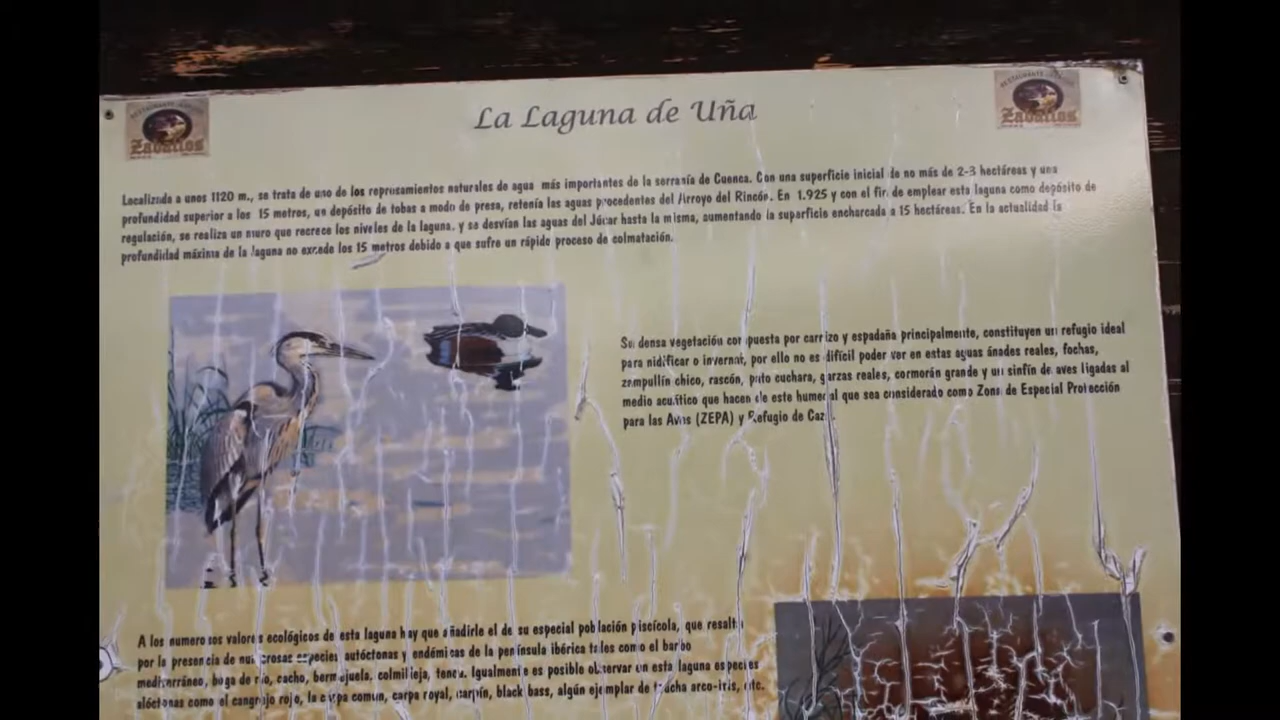 La Laguna de Uña
RESTAURANTE
Zaballos
Zaballos
Localizada a unos 1120 m., se trata de uno de los represamientos naturales de agua más importantes de la serranía de Cuenca. Con una superficie inicial de no más de 2-3 hectáreas y una
profundidad superior a los 15 metros, un depósito de tobas a modo de presa, retenía las aguas procedentes del Arroyo del Rincón. En 1.925 y con el fin de emplear esta laguna como depósito de
regulación, se realiza un muro que recrece los niveles de la laguna. y se desvían las aguas del Júcar hasta la misma, aumentando la superficie encharcada a 15 hectáreas. En la actualidad la
profundidad máxima de la laguna no excede los 15 metros debido a que sufre un rápido proceso de colmatación.
Su densa vegetación compuesta por carrizo y espadaña principalmente, constituyen un refugio ideal
para nidificar o invernar, por ello no es difícil poder ver en estas aguas ánades reales, fochas,
zampullín chico, rascón, pato cuchara, garzas reales, cormorán grande y un sinfín de aves ligadas al
medio acuático que hacen de este humedal que sea considerado como Zona de Especial Protección
para las Aves (ZEPA) y Refugio de Caza.
A los numerosos valores ecológicos de esta laguna hay que añadirle el de su especial población piscícola, que resalta
por la presencia de numerosas especies autóctonas y endémicas de la península ibérica tales como el barbo
mediterráneo, boga de río, cacho, bermejuela, colmilleja, tenca. Igualmente es posible observar en esta laguna especies
alóctonas como el cangrejo rojo, la carpa común, carpa royal, carpín, black bass, algún ejemplar de trucha arco-iris, etc.